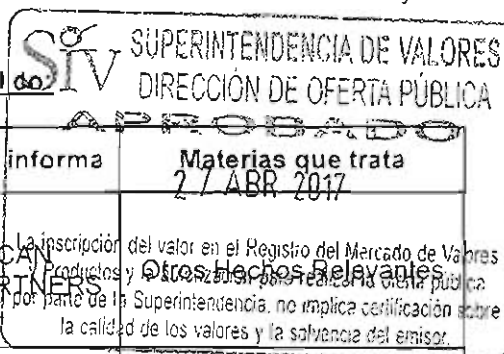 SIV SUPERINTENDENCIA DE VALORES
DIRECCIÓN DE OFERTA PÚBLICA
do
APROBADO
informa
Materias que trata
27 ABR 2017
La inscripción del valor en el Registro del Mercado de Valores
CAN
y Productos y la autorización para realizar la oferta pública
Otros Hechos Relevantes
RTNERS
por parte de la Superintendencia, no implica certificación sobre
la calidad de los valores y la solvencia del emisor.